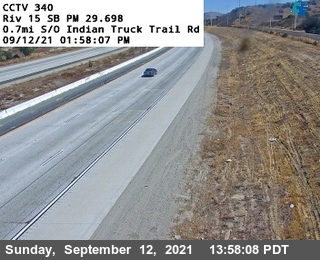 CCTV 340
Riv 15 SB PM 29.698
0.7mi S/O Indian Truck Trail Rd
09/12/21 01:58:07 PM
Sunday, September 12, 2021 13:58:08 PDT